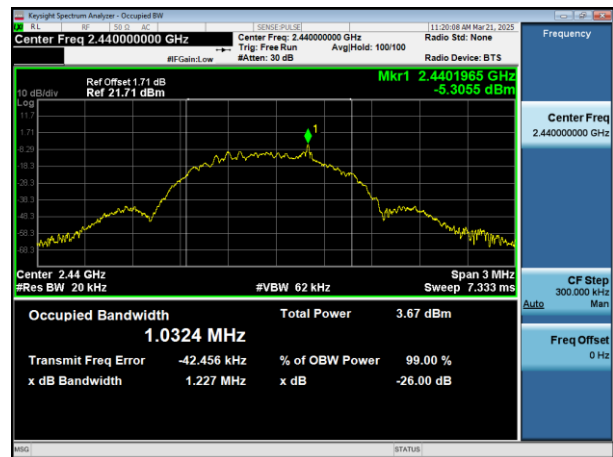 Keysight Spectrum Analyzer - Occupied BW
RL RF 50 Ω AC SENSE:PULSE 11:20:08 AM Mar 21, 2025
Center Freq 2.440000000 GHz Center Freq: 2.440000000 GHz Radio Std: None
Trig: Free Run Avg|Hold: 100/100
#IFGain:Low #Atten: 30 dB Radio Device: BTS
Frequency
Ref Offset 1.71 dB Mkr1 2.4401965 GHz
10 dB/div Ref 21.71 dBm -5.3055 dBm
Log
11.7
1.71
-8.29
-18.3
-28.3
-38.3
-48.3
-58.3
-68.3
1
Center 2.44 GHz Span 3 MHz
#Res BW 20 kHz #VBW 62 kHz Sweep 7.333 ms
Occupied Bandwidth Total Power 3.67 dBm
1.0324 MHz
Transmit Freq Error -42.456 kHz % of OBW Power 99.00 %
x dB Bandwidth 1.227 MHz x dB -26.00 dB
Center Freq
2.440000000 GHz
CF Step
300.000 kHz
Auto Man
Freq Offset
0 Hz
MSG STATUS